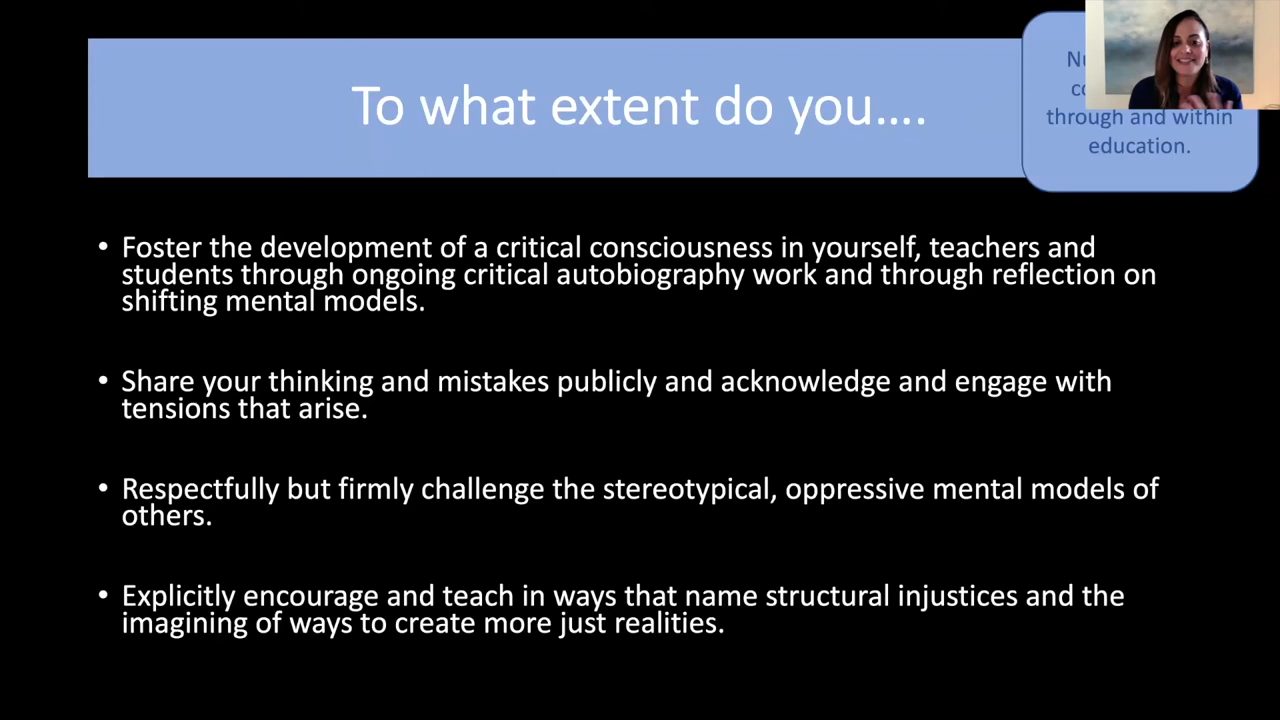 To what extent do you....
through and within
education.
• Foster the development of a critical consciousness in yourself, teachers and
students through ongoing critical autobiography work and through reflection on
shifting mental models.
• Share your thinking and mistakes publicly and acknowledge and engage with
tensions that arise.
• Respectfully but firmly challenge the stereotypical, oppressive mental models of
others.
• Explicitly encourage and teach in ways that name structural injustices and the
imagining of ways to create more just realities.